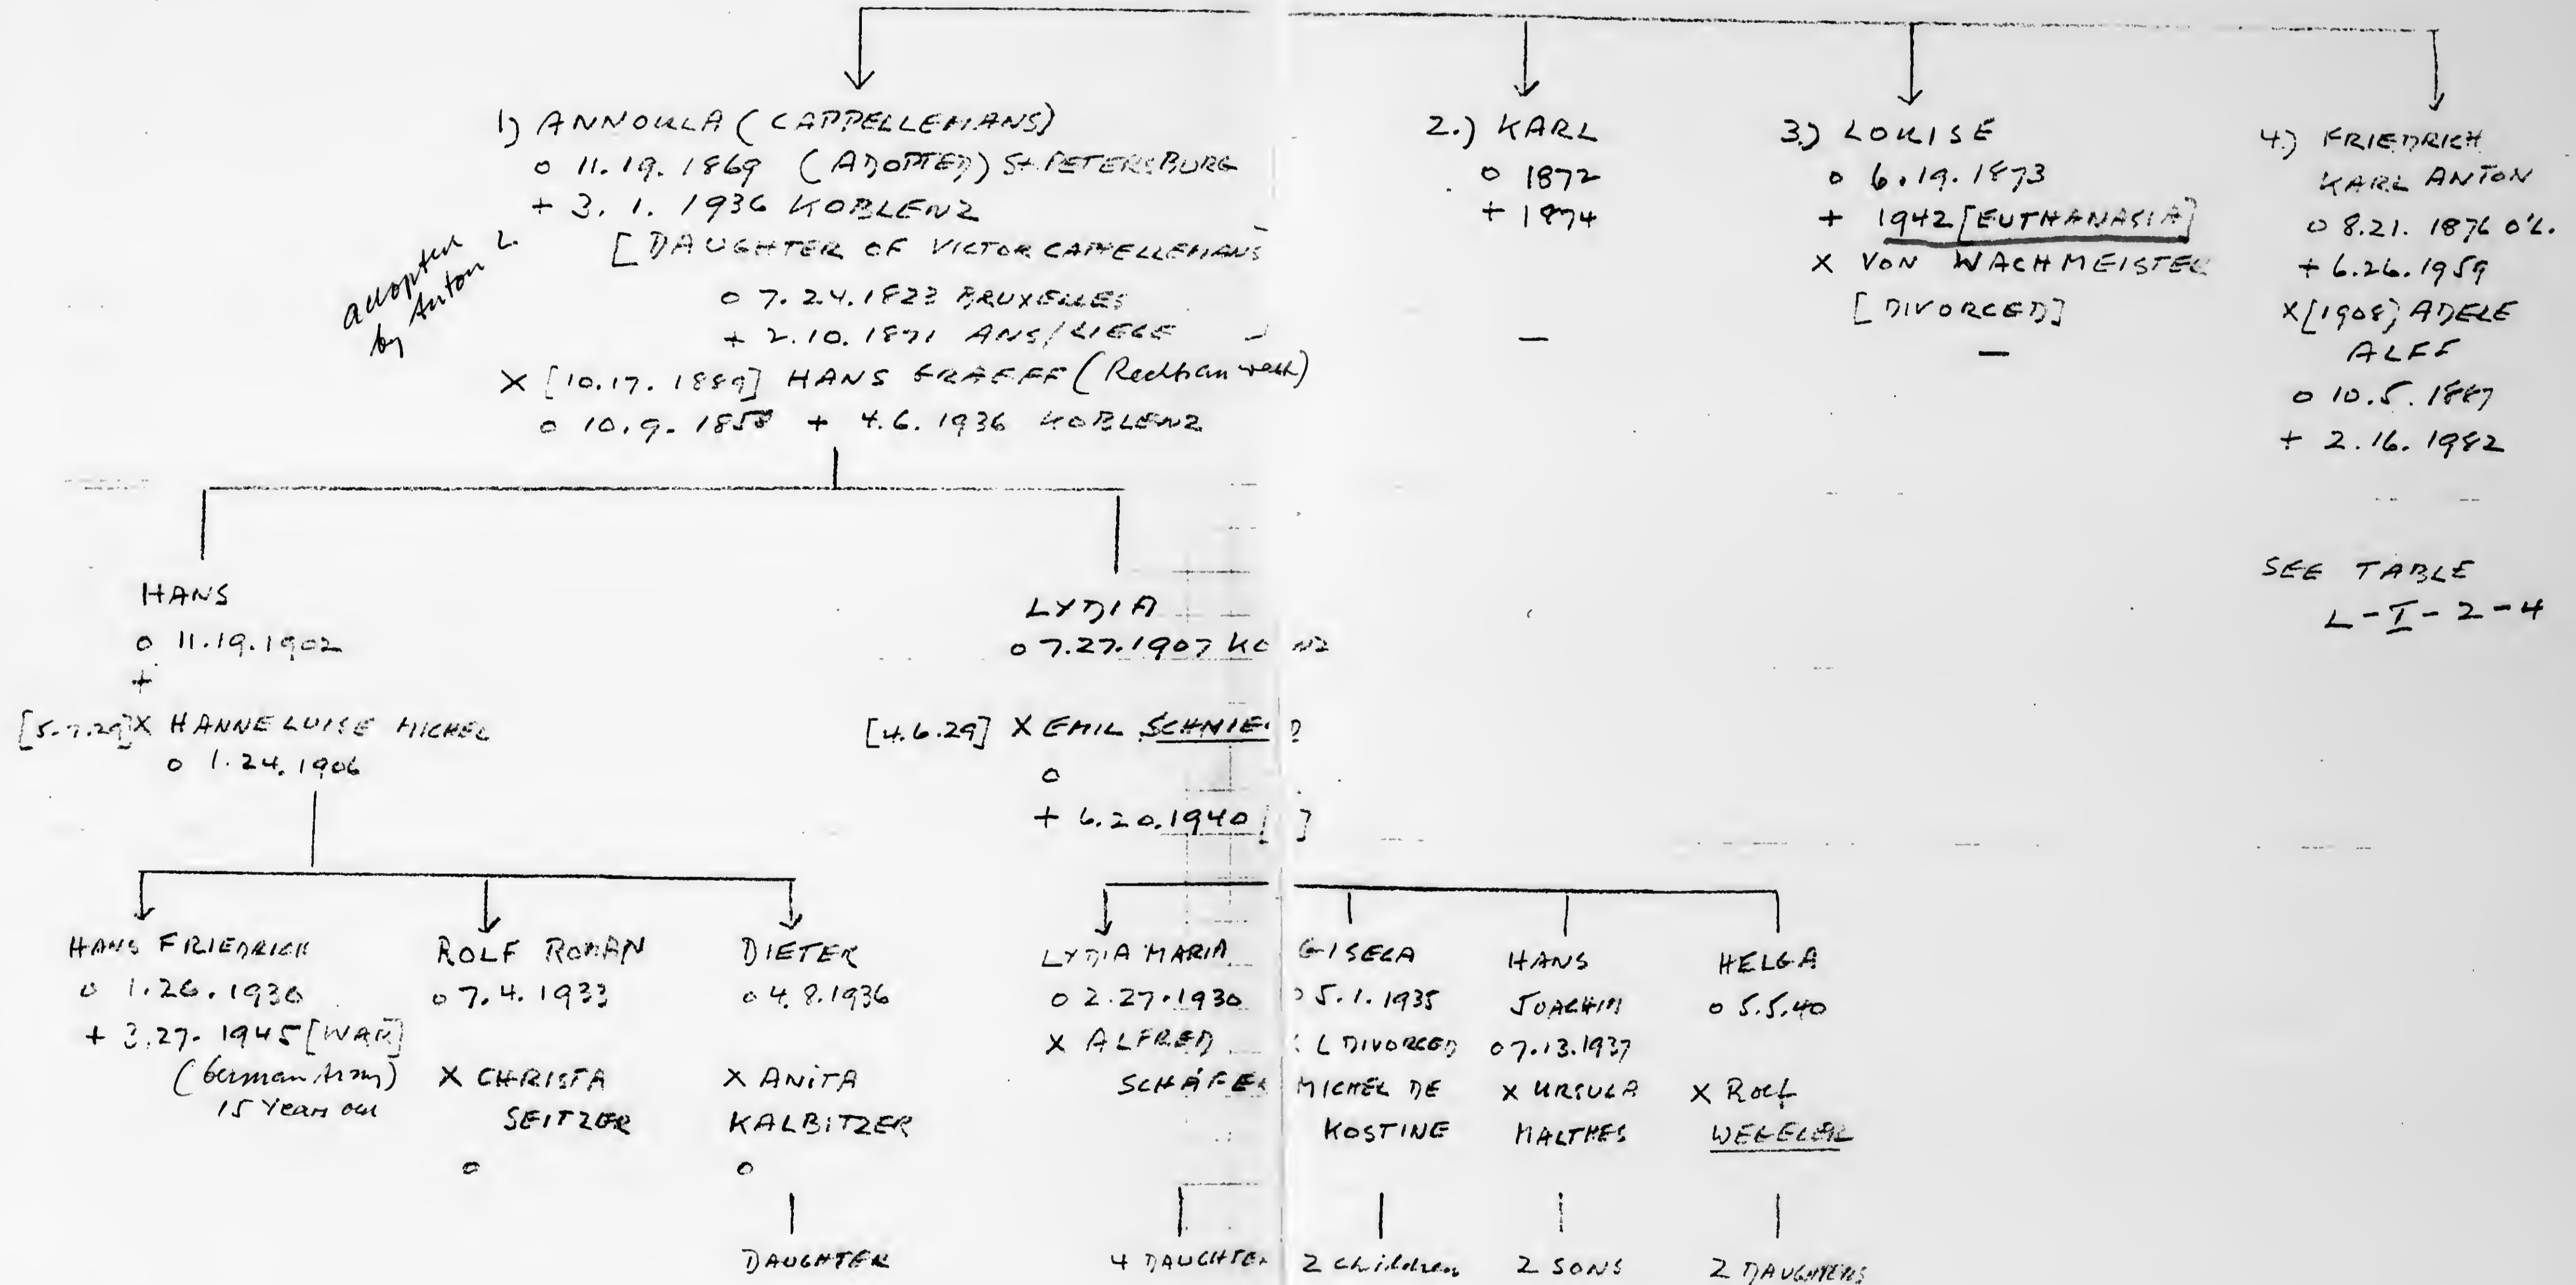 1) ANNOULA (CAPPELLEMANS)
o 11.19.1869 (ADOPTED) St. PETERSBURG
+ 3. 1. 1936 KOBLENZ
adopted
by Anton L.
[DAUGHTER OF VICTOR CAPPELLEMANS
o 7.24.1823 BRUXELLES
+ 2.10.1871 ANS/LIEGE ]
X [10.17.1889] HANS GRAEFF (Rechtsanwalt)
o 10.9.1858 + 4.6.1936 KOBLENZ
2.) KARL
o 1872
+ 1874
—
3.) LOUISE
o 6.19.1873
+ 1942 [EUTHANASIA]
X VON WACHMEISTER
[DIVORCED]
—
4.) FRIEDRICH
KARL ANTON
o 8.21.1876 O'L.
+ 6.26.1959
X [1908] ADELE
ALFF
o 10.5.1887
+ 2.16.1982
SEE TABLE
L-I-2-4
HANS
o 11.19.1902
+
[5.7.29] X HANNELUISE MICHEL
o 1.24.1906
LYDIA
o 7.27.1907 KO NZ
[4.6.29] X EMIL SCHMIE D
o
+ 6.20.1940 [ ]
HANS FRIEDRICH
o 1.26.1930
+ 3.27.1945 [WAR]
(German Army)
15 Years old
ROLF ROMAN
o 7.4.1933
X CHRISTA
SEITZER
o
DIETER
o 4.8.1936
X ANITA
KALBITZER
o
DAUGHTER
LYDIA MARIA
o 2.27.1930
X ALFRED
SCHÄFER
4 DAUGHTER
GISELA
o 5.1.1935
X [DIVORCED
MICHEL DE
KOSTINE
2 children
HANS
JOACHIM
o 7.13.1937
X URSULA
MALTHES
2 SONS
HELGA
o 5.5.40
X Rolf
WEGELER
2 DAUGHTERS